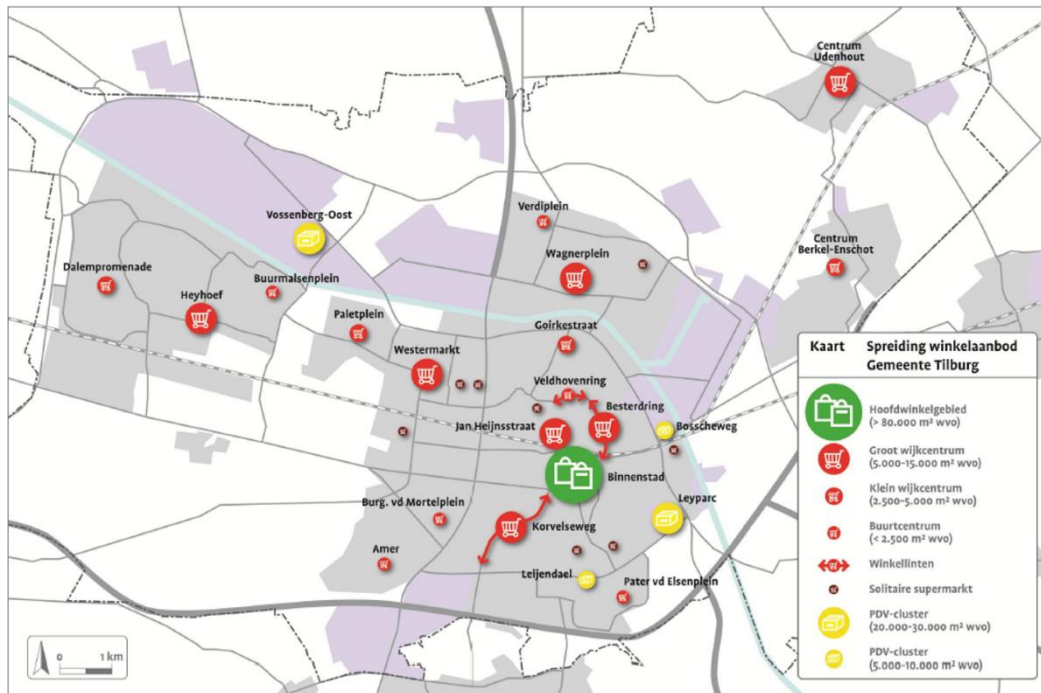 Centrum
Udenhout
Verdiplein
Vossenberg-Oost
Wagnerplein
Centrum
Berkel-Enschot
Dalempromenade
Buurmalsenplein
Heyhoef
Paletplein
Goirkestraat
Westermarkt
Veldhovenring
Besterdring
Jan Heijnsstraat
Bosscheweg
Binnenstad
Leyparc
Burg. vd Mortelplein
Korvelseweg
Amer
Leijendael
Pater vd Elsenplein
0 1 km
Kaart Spreiding winkelaanbod
Gemeente Tilburg
Hoofdwinkelgebied
(> 80.000 m² wvo)
Groot wijkcentrum
(5.000-15.000 m² wvo)
Klein wijkcentrum
(2.500-5.000 m² wvo)
Buurtcentrum
(< 2.500 m² wvo)
Winkellinten
Solitaire supermarkt
PDV-cluster
(20.000-30.000 m² wvo)
PDV-cluster
(5.000-10.000 m² wvo)